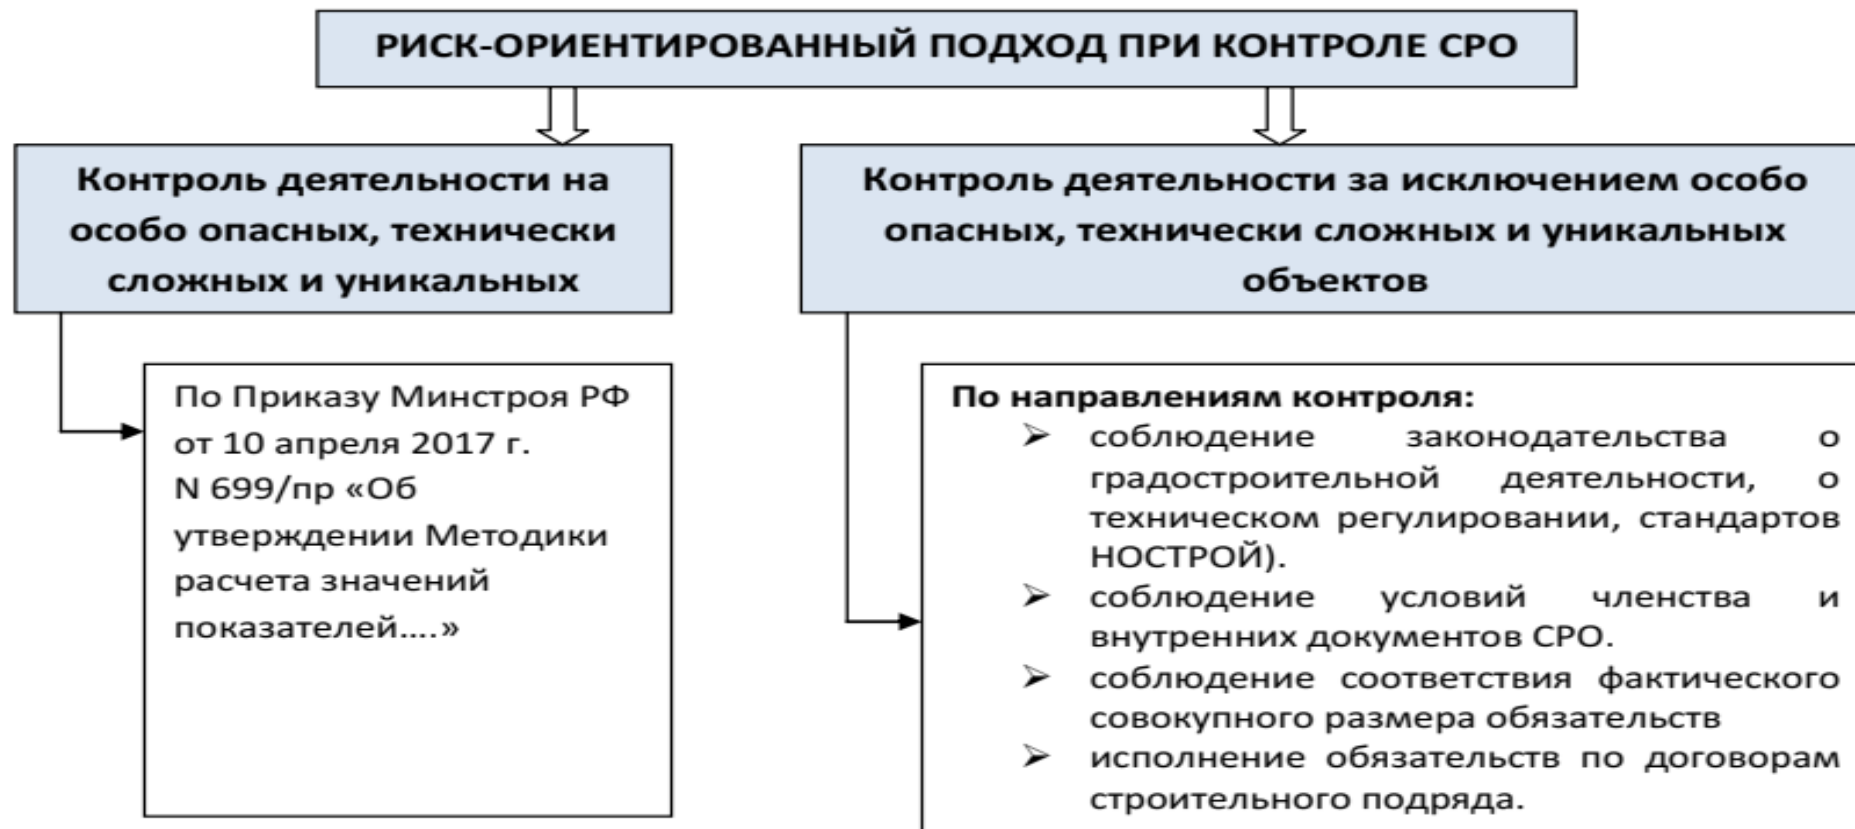 РИСК-ОРИЕНТИРОВАННЫЙ ПОДХОД ПРИ КОНТРОЛЕ СРО
Контроль деятельности на
особо опасных, технически
сложных и уникальных
По Приказу Минстроя РФ
от 10 апреля 2017 г.
N 699/пр «Об
утверждении Методики
расчета значений
показателей....»
Контроль деятельности за исключением особо
опасных, технически сложных и уникальных
объектов
По направлениям контроля:
➢ соблюдение законодательства о
градостроительной деятельности, о
техническом регулировании, стандартов
НОСТРОЙ).
➢ соблюдение условий членства и
внутренних документов СРО.
➢ соблюдение соответствия фактического
совокупного размера обязательств
➢ исполнение обязательств по договорам
строительного подряда.